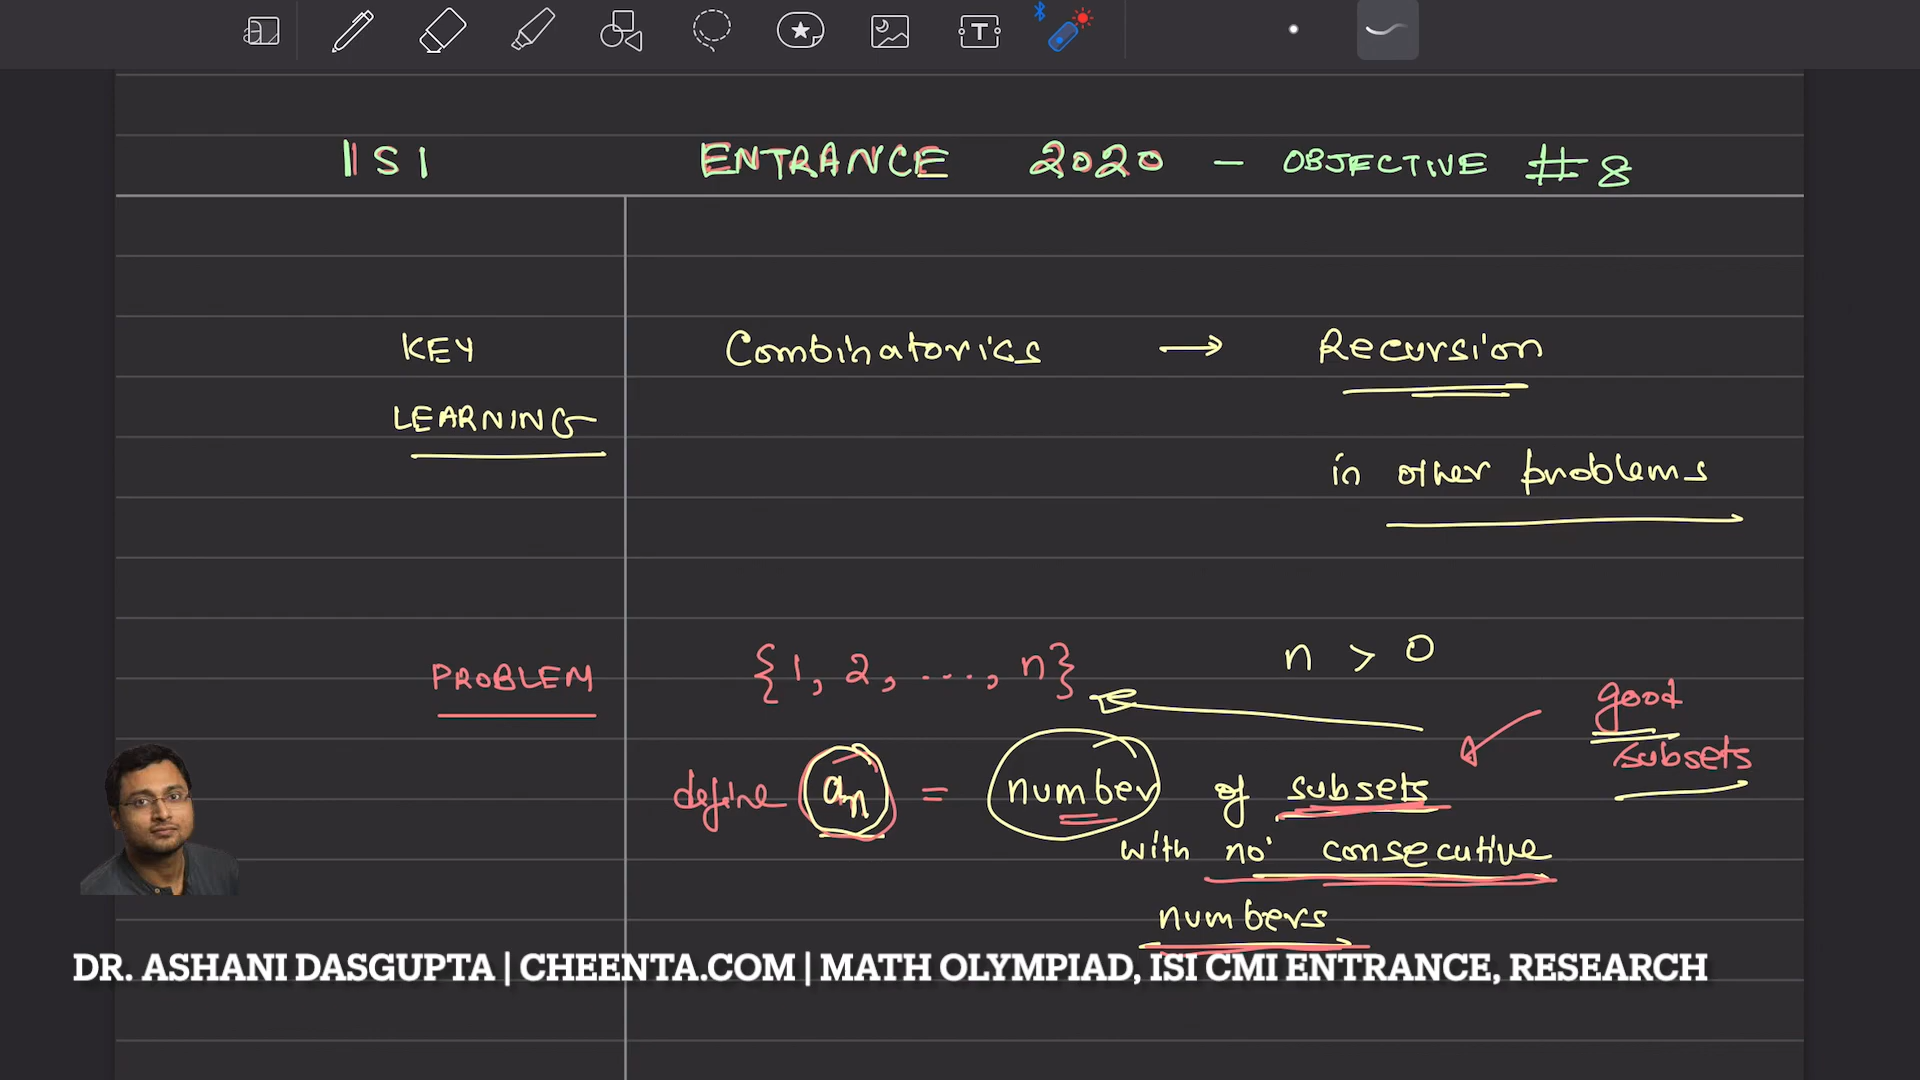 ISI ENTRANCE 2020 - OBJECTIVE #8
KEY LEARNING
Combinatorics → Recursion
in other problems
PROBLEM
{1, 2, ..., n} n > 0
good subsets
define an = number of subsets
with no consecutive
numbers
DR. ASHANI DASGUPTA | CHEENTA.COM | MATH OLYMPIAD, ISI CMI ENTRANCE, RESEARCH